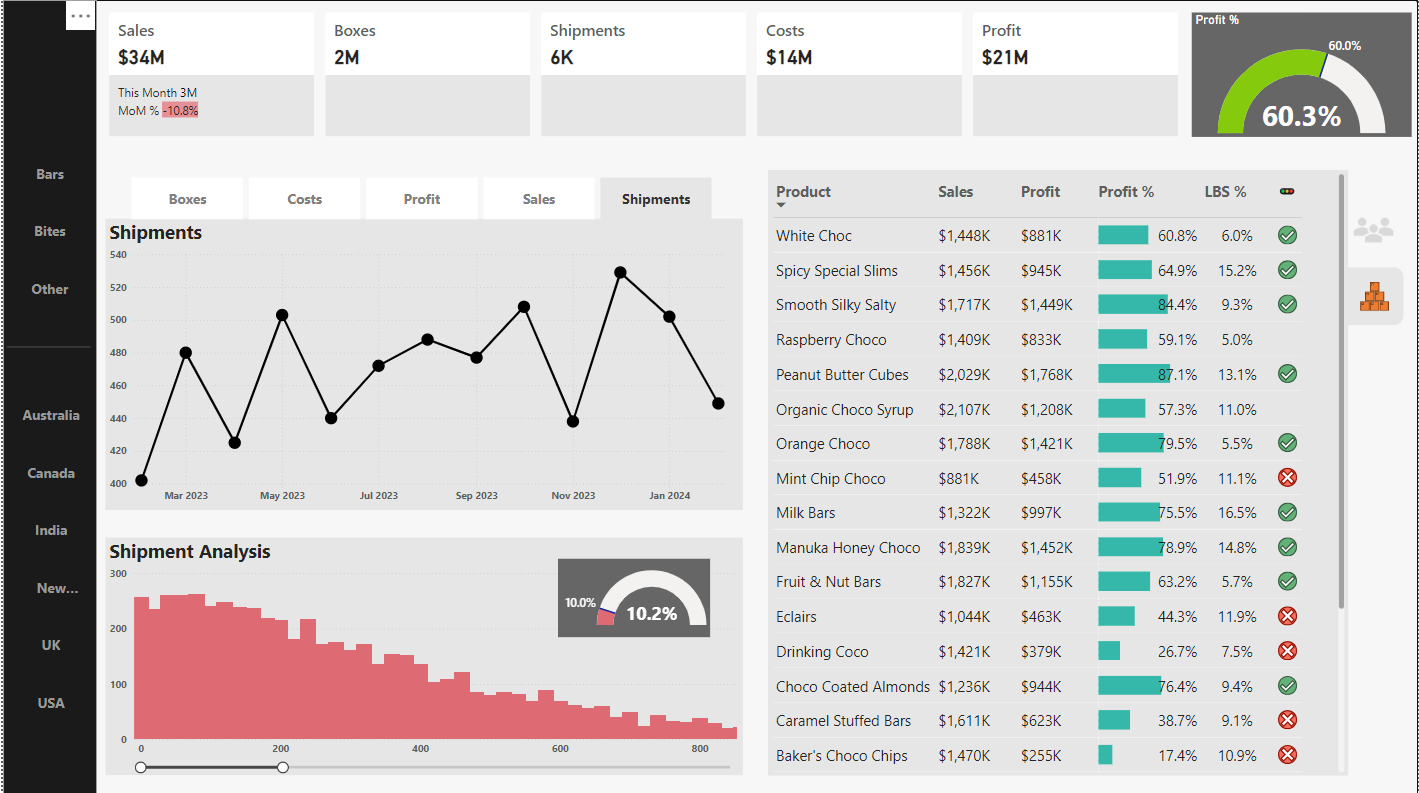 ...
Sales
$34M
This Month 3M
MoM % -10.8%
Boxes
2M
Shipments
6K
Costs
$14M
Profit
$21M
Profit %
60.0%
60.3%
Bars
Bites
Other
Australia
Canada
India
New...
UK
USA
Boxes Costs Profit Sales Shipments
Shipments
540
520
500
480
460
440
420
400
Mar 2023 May 2023 Jul 2023 Sep 2023 Nov 2023 Jan 2024
Shipment Analysis
300
200
100
0
0 200 400 600 800
10.0%
10.2%
Product Sales Profit Profit % LBS %
White Choc $1,448K $881K 60.8% 6.0%
Spicy Special Slims $1,456K $945K 64.9% 15.2%
Smooth Silky Salty $1,717K $1,449K 84.4% 9.3%
Raspberry Choco $1,409K $833K 59.1% 5.0%
Peanut Butter Cubes $2,029K $1,768K 87.1% 13.1%
Organic Choco Syrup $2,107K $1,208K 57.3% 11.0%
Orange Choco $1,788K $1,421K 79.5% 5.5%
Mint Chip Choco $881K $458K 51.9% 11.1%
Milk Bars $1,322K $997K 75.5% 16.5%
Manuka Honey Choco $1,839K $1,452K 78.9% 14.8%
Fruit & Nut Bars $1,827K $1,155K 63.2% 5.7%
Eclairs $1,044K $463K 44.3% 11.9%
Drinking Coco $1,421K $379K 26.7% 7.5%
Choco Coated Almonds $1,236K $944K 76.4% 9.4%
Caramel Stuffed Bars $1,611K $623K 38.7% 9.1%
Baker's Choco Chips $1,470K $255K 17.4% 10.9%